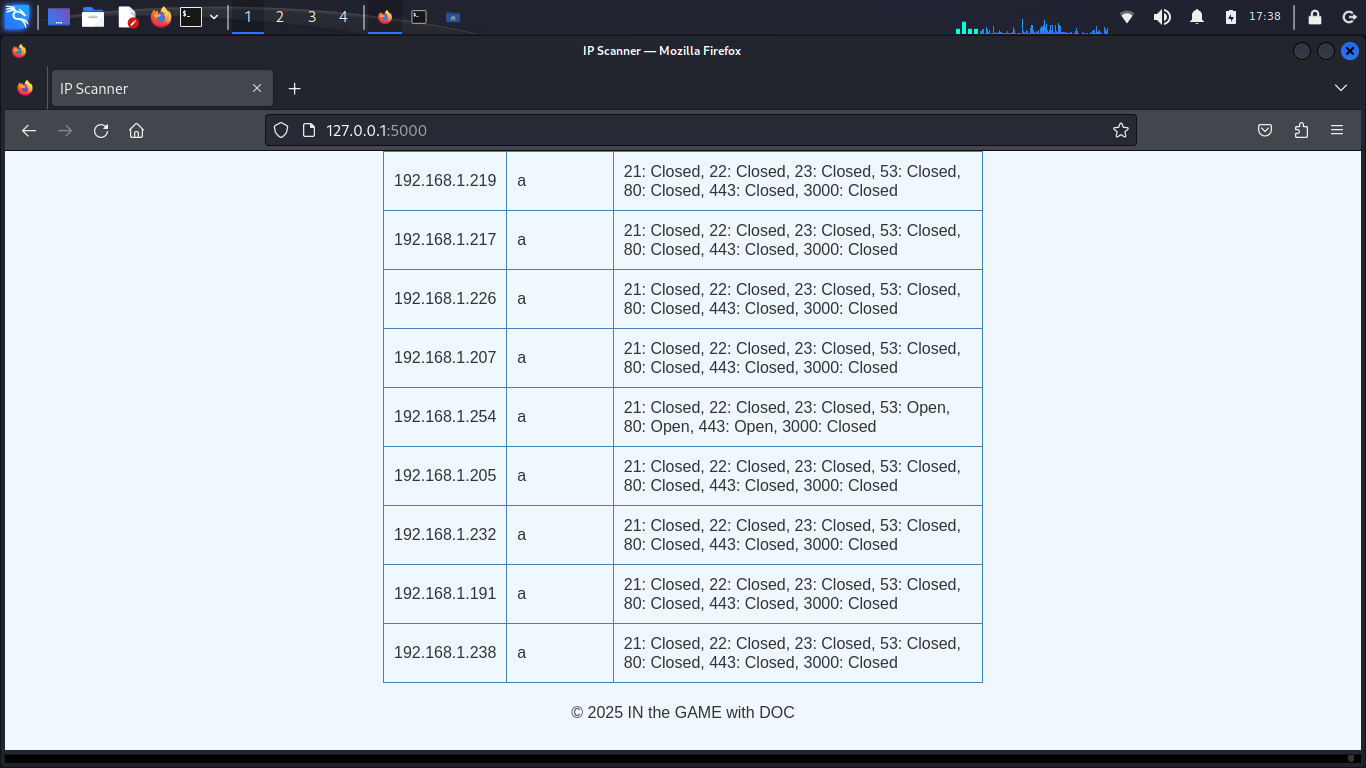 1 2 3 4
17:38
IP Scanner — Mozilla Firefox
IP Scanner
127.0.0.1:5000
192.168.1.219 a 21: Closed, 22: Closed, 23: Closed, 53: Closed,
80: Closed, 443: Closed, 3000: Closed
192.168.1.217 a 21: Closed, 22: Closed, 23: Closed, 53: Closed,
80: Closed, 443: Closed, 3000: Closed
192.168.1.226 a 21: Closed, 22: Closed, 23: Closed, 53: Closed,
80: Closed, 443: Closed, 3000: Closed
192.168.1.207 a 21: Closed, 22: Closed, 23: Closed, 53: Closed,
80: Closed, 443: Closed, 3000: Closed
192.168.1.254 a 21: Closed, 22: Closed, 23: Closed, 53: Open,
80: Open, 443: Open, 3000: Closed
192.168.1.205 a 21: Closed, 22: Closed, 23: Closed, 53: Closed,
80: Closed, 443: Closed, 3000: Closed
192.168.1.232 a 21: Closed, 22: Closed, 23: Closed, 53: Closed,
80: Closed, 443: Closed, 3000: Closed
192.168.1.191 a 21: Closed, 22: Closed, 23: Closed, 53: Closed,
80: Closed, 443: Closed, 3000: Closed
192.168.1.238 a 21: Closed, 22: Closed, 23: Closed, 53: Closed,
80: Closed, 443: Closed, 3000: Closed
© 2025 IN the GAME with DOC